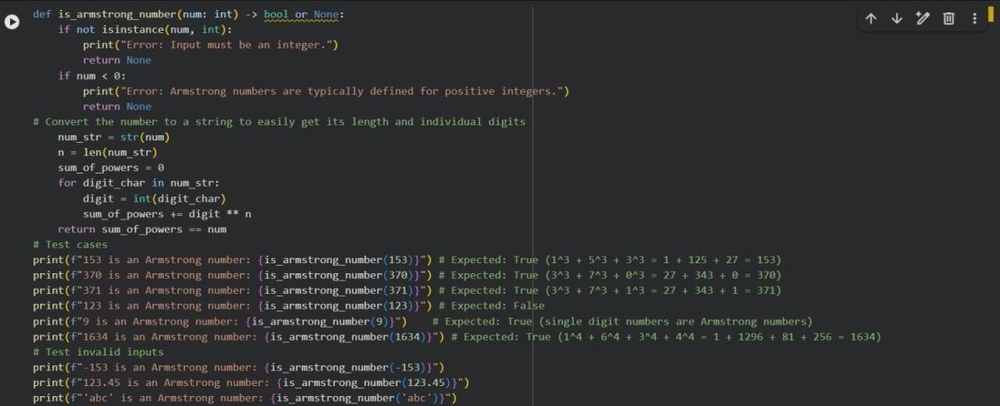 def is_armstrong_number(num: int) -> bool or None:
    if not isinstance(num, int):
        print("Error: Input must be an integer.")
        return None
    if num < 0:
        print("Error: Armstrong numbers are typically defined for positive integers.")
        return None
# Convert the number to a string to easily get its length and individual digits
    num_str = str(num)
    n = len(num_str)
    sum_of_powers = 0
    for digit_char in num_str:
        digit = int(digit_char)
        sum_of_powers += digit ** n
    return sum_of_powers == num
# Test cases
print(f"153 is an Armstrong number: {is_armstrong_number(153)}") # Expected: True (1^3 + 5^3 + 3^3 = 1 + 125 + 27 = 153)
print(f"370 is an Armstrong number: {is_armstrong_number(370)}") # Expected: True (3^3 + 7^3 + 0^3 = 27 + 343 + 0 = 370)
print(f"371 is an Armstrong number: {is_armstrong_number(371)}") # Expected: True (3^3 + 7^3 + 1^3 = 27 + 343 + 1 = 371)
print(f"123 is an Armstrong number: {is_armstrong_number(123)}") # Expected: False
print(f"9 is an Armstrong number: {is_armstrong_number(9)}")    # Expected: True (single digit numbers are Armstrong numbers)
print(f"1634 is an Armstrong number: {is_armstrong_number(1634)}") # Expected: True (1^4 + 6^4 + 3^4 + 4^4 = 1 + 1296 + 81 + 256 = 1634)
# Test invalid inputs
print(f"-153 is an Armstrong number: {is_armstrong_number(-153)}")
print(f"123.45 is an Armstrong number: {is_armstrong_number(123.45)}")
print(f"'abc' is an Armstrong number: {is_armstrong_number('abc')}")